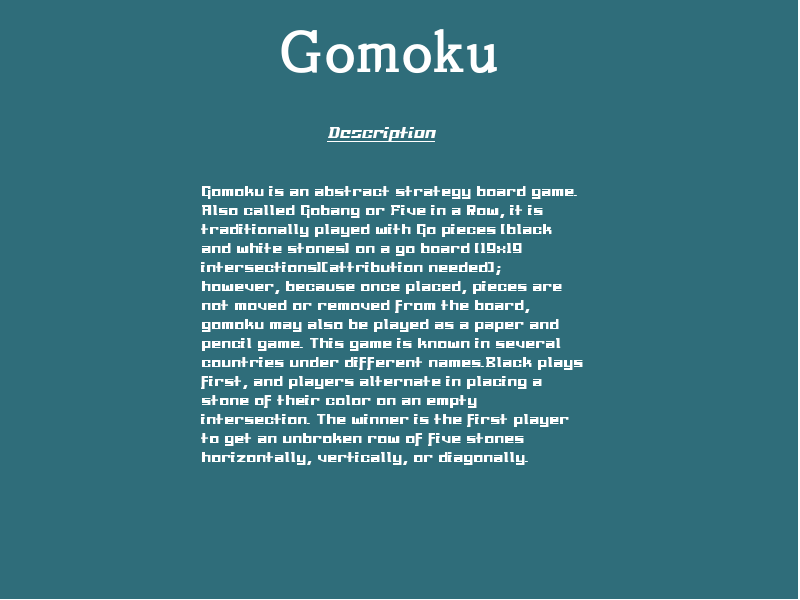 Gomoku
Description
Gomoku is an abstract strategy board game.
Also called Gobang or Five in a Row, it is
traditionally played with Go pieces (black
and white stones) on a go board (19x19
intersections)[attribution needed];
however, because once placed, pieces are
not moved or removed from the board,
gomoku may also be played as a paper and
pencil game. This game is known in several
countries under different names.Black plays
first, and players alternate in placing a
stone of their color on an empty
intersection. The winner is the first player
to get an unbroken row of five stones
horizontally, vertically, or diagonally.